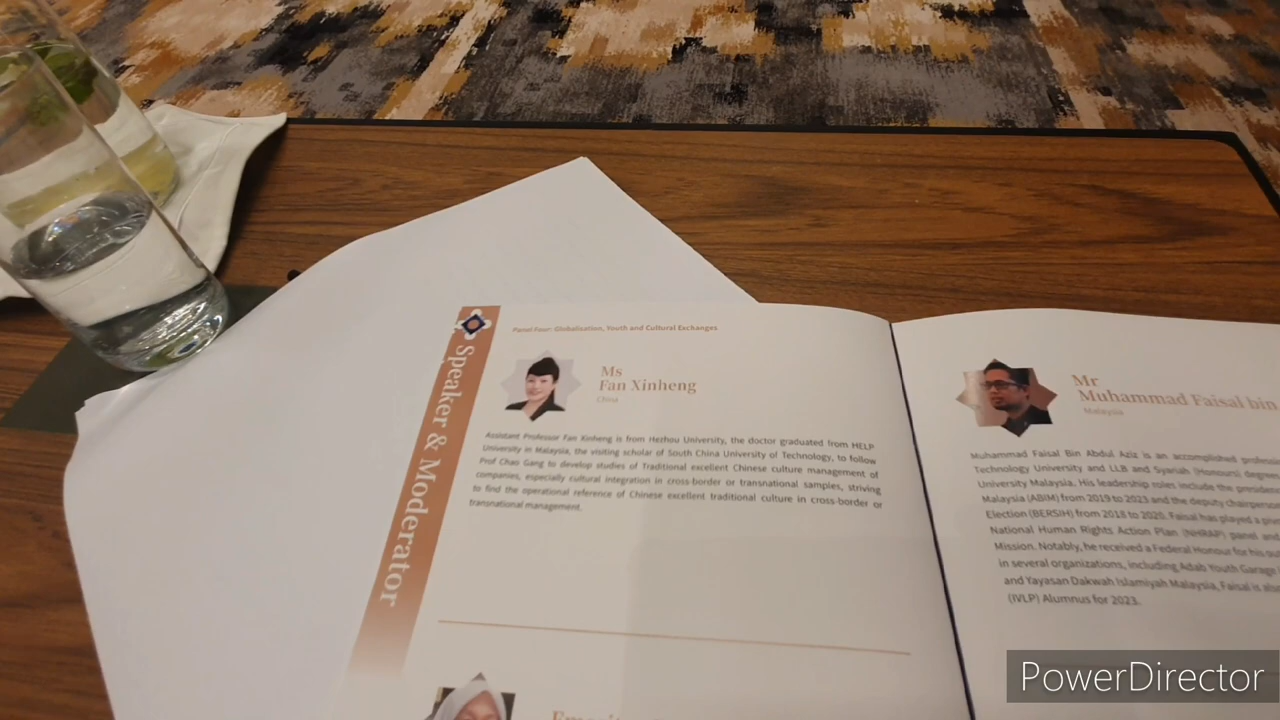 Speaker & Moderator
Panel Four: Globalisation, Youth and Cultural Exchanges
Ms
Fan Xinheng
China
Assistant Professor Fan Xinheng is from Hezhou University, the doctor graduated from HELP
University in Malaysia, the visiting scholar of South China University of Technology, to follow
Prof Chao Gang to develop studies of Traditional excellent Chinese culture management of
companies, especially cultural integration in cross-border or transnational samples, striving
to find the operational reference of Chinese excellent traditional culture in cross-border or
transnational management.
Mr
Muhammad Faisal bin
Malaysia
Muhammad Faisal Bin Abdul Aziz is an accomplished
Technology University and LLB and Syariah (Honours)
University Malaysia. His leadership roles include the
Malaysia (ABIM) from 2019 to 2023 and the deputy
Election (BERSIH) from 2018 to 2020. Faisal has played a
National Human Rights Action Plan (NHRAP) panel and
Mission. Notably, he received a Federal Honour for his
in several organizations, including Adab Youth Garage
and Yayasan Dakwah Islamiyah Malaysia, Faisal is
(IVLP) Alumnus for 2023.
PowerDirector